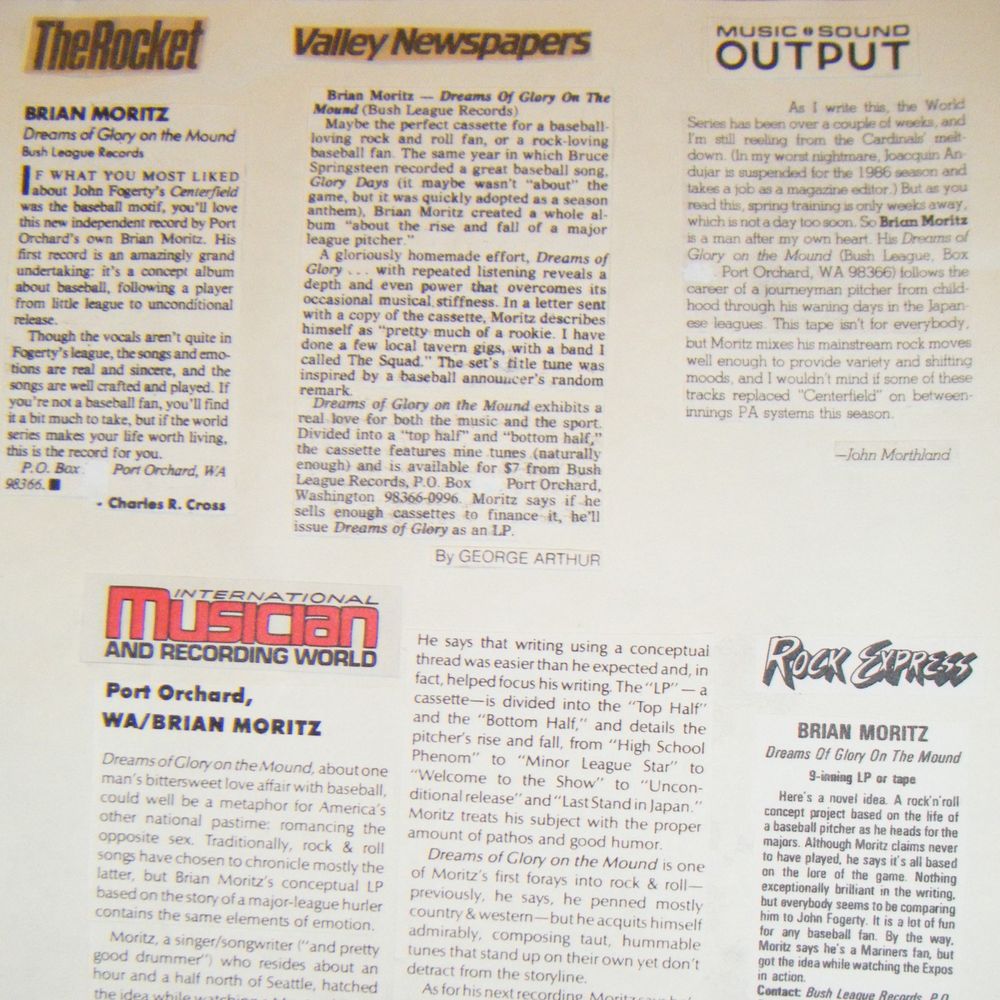 TheRocket
BRIAN MORITZ
Dreams of Glory on the Mound
Bush League Records
IF WHAT YOU MOST LIKED
about John Fogerty's Centerfield
was the baseball motif, you'll love
this new independent record by Port
Orchard's own Brian Moritz. His
first record is an amazingly grand
undertaking: it's a concept album
about baseball, following a player
from little league to unconditional
release.
Though the vocals aren't quite in
Fogerty's league, the songs and emo-
tions are real and sincere, and the
songs are well crafted and played. If
you're not a baseball fan, you'll find
it a bit much to take, but if the world
series makes your life worth living,
this is the record for you.
P.O. Box Port Orchard, WA
98366.
- Charles R. Cross
Valley Newspapers
Brian Moritz — Dreams Of Glory On The
Mound (Bush League Records)
Maybe the perfect cassette for a baseball-
loving rock and roll fan, or a rock-loving
baseball fan. The same year in which Bruce
Springsteen recorded a great baseball song,
Glory Days (it maybe wasn't "about" the
game, but it was quickly adopted as a season
anthem), Brian Moritz created a whole al-
bum "about the rise and fall of a major
league pitcher."
A gloriously homemade effort, Dreams of
Glory . . . with repeated listening reveals a
depth and even power that overcomes its
occasional musical stiffness. In a letter sent
with a copy of the cassette, Moritz describes
himself as "pretty much of a rookie. I have
done a few local tavern gigs, with a band I
called The Squad." The set's title tune was
inspired by a baseball announcer's random
remark.
Dreams of Glory on the Mound exhibits a
real love for both the music and the sport.
Divided into a "top half" and "bottom half,"
the cassette features nine tunes (naturally
enough) and is available for $7 from Bush
League Records, P.O. Box Port Orchard,
Washington 98366-0996. Moritz says if he
sells enough cassettes to finance it, he'll
issue Dreams of Glory as an LP.
By GEORGE ARTHUR
MUSIC & SOUND
OUTPUT
As I write this, the World
Series has been over a couple of weeks, and
I'm still reeling from the Cardinals' melt-
down. (In my worst nightmare, Joacquin An-
dujar is suspended for the 1986 season and
takes a job as a magazine editor.) But as you
read this, spring training is only weeks away,
which is not a day too soon. So Brian Moritz
is a man after my own heart. His Dreams of
Glory on the Mound (Bush League, Box
Port Orchard, WA 98366) follows the
career of a journeyman pitcher from child-
hood through his waning days in the Japan-
ese leagues. This tape isn't for everybody,
but Moritz mixes his mainstream rock moves
well enough to provide variety and shifting
moods, and I wouldn't mind if some of these
tracks replaced "Centerfield" on between-
innings PA systems this season.
—John Morthland
INTERNATIONAL
Musician
AND RECORDING WORLD
Port Orchard,
WA/BRIAN MORITZ
Dreams of Glory on the Mound, about one
man's bittersweet love affair with baseball,
could well be a metaphor for America's
other national pastime: romancing the
opposite sex. Traditionally, rock & roll
songs have chosen to chronicle mostly the
latter, but Brian Moritz's conceptual LP
based on the story of a major-league hurler
contains the same elements of emotion.
Moritz, a singer/songwriter ("and pretty
good drummer") who resides about an
hour and a half north of Seattle, hatched
the idea while
He says that writing using a conceptual
thread was easier than he expected and, in
fact, helped focus his writing. The "LP" — a
cassette—is divided into the "Top Half"
and the "Bottom Half," and details the
pitcher's rise and fall, from "High School
Phenom" to "Minor League Star" to
"Welcome to the Show" to "Uncon-
ditional release" and "Last Stand in Japan."
Moritz treats his subject with the proper
amount of pathos and good humor.
Dreams of Glory on the Mound is one
of Moritz's first forays into rock & roll—
previously, he says, he penned mostly
country & western—but he acquits himself
admirably, composing taut, hummable
tunes that stand up on their own yet don't
detract from the storyline.
As for his next recording, Moritz says
ROCK EXPRESS
BRIAN MORITZ
Dreams Of Glory On The Mound
9-inning LP or tape
Here's a novel idea. A rock'n'roll
concept project based on the life of
a baseball pitcher as he heads for the
majors. Although Moritz claims never
to have played, he says it's all based
on the lore of the game. Nothing
exceptionally brilliant in the writing,
but everybody seems to be comparing
him to John Fogerty. It is a lot of fun
for any baseball fan. By the way,
Moritz says he's a Mariners fan, but
got the idea while watching the Expos
in action.
Contact: Bush League Records, P.O.